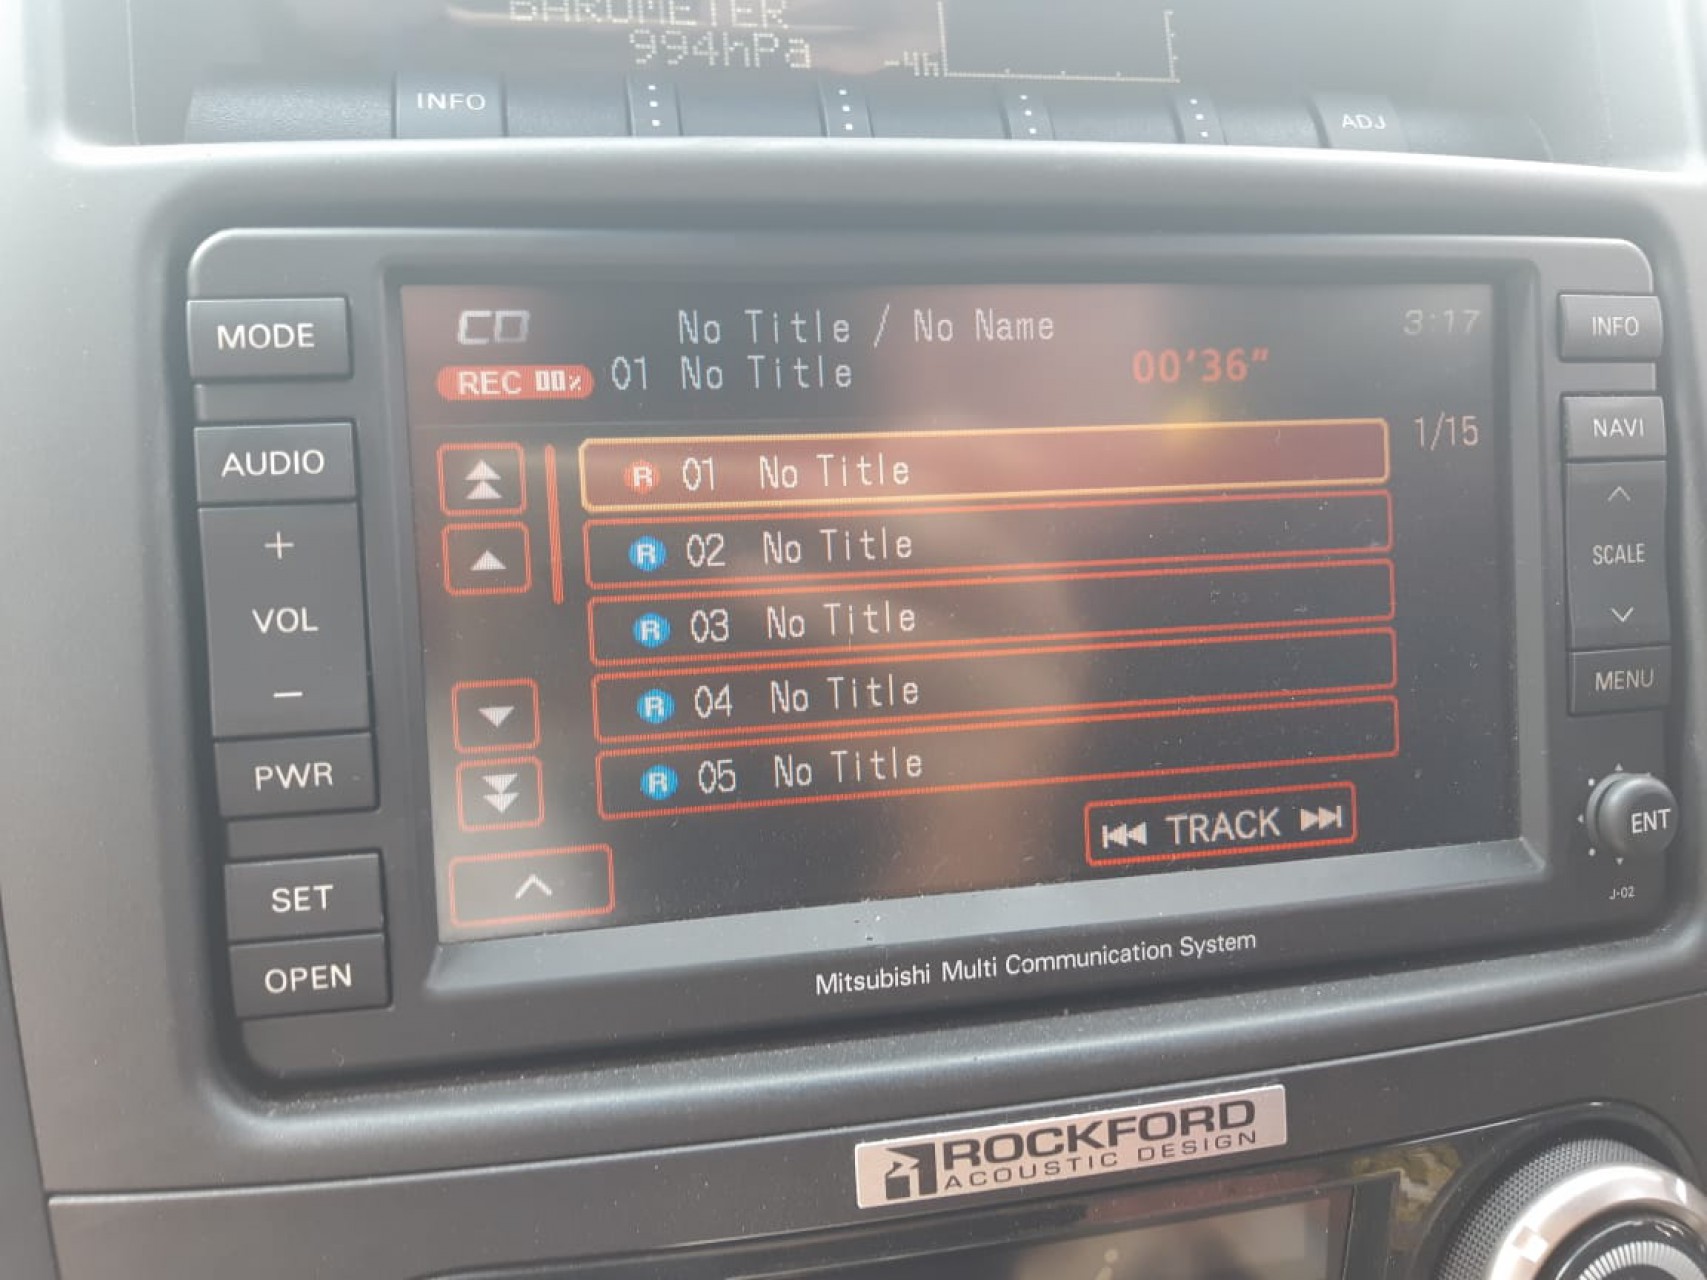 BAROMETER
994hPa
-4h
INFO
ADJ
MODE
AUDIO
+
VOL
−
PWR
SET
OPEN
CD
No Title / No Name
3:17
REC 00%
01 No Title
00'36"
1/15
R 01 No Title
R 02 No Title
R 03 No Title
R 04 No Title
R 05 No Title
TRACK
INFO
NAVI
SCALE
MENU
ENT
J-02
Mitsubishi Multi Communication System
ROCKFORD
ACOUSTIC DESIGN